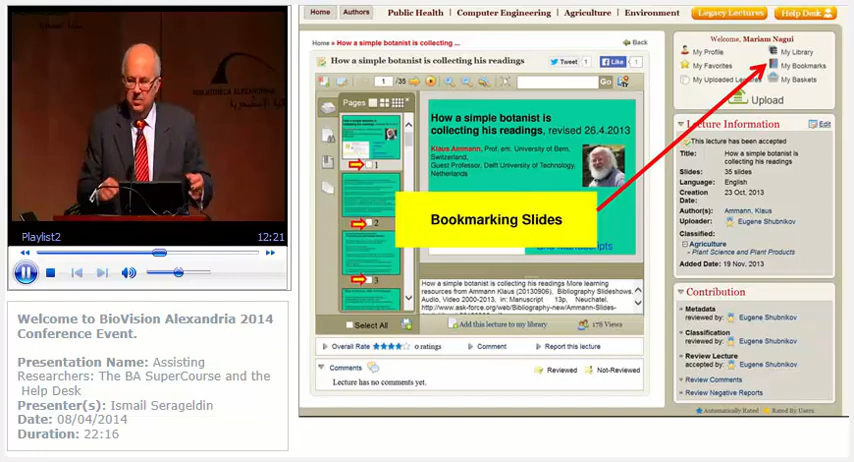 BIBLIOTHECA ALEXANDRINA
Playlist2
12:21
Welcome to BioVision Alexandria 2014
Conference Event.
Presentation Name: Assisting
Researchers: The BA SuperCourse and the
Help Desk
Presenter(s): Ismail Serageldin
Date: 08/04/2014
Duration: 22:16
Home
Authors
Public Health
Computer Engineering
Agriculture
Environment
Legacy Lectures
Help Desk
Home » How a simple botanist is collecting ...
Back
How a simple botanist is collecting his readings
Tweet 1
Like 1
1 /35
Go
Pages
1
2
3
Select All
How a simple botanist is
collecting his readings, revised 26.4.2013
Klaus Ammann, Prof. em. University of Bern,
Switzerland,
Guest Professor, Delft University of Technology,
Netherlands
Bookmarking Slides
How a simple botanist is collecting his readings More learning
resources from Ammann Klaus (20130906), Bibliography Slideshows,
Audio, Video 2000-2013, in: Manuscript 13p, Neuchatel,
http://www.ask-force.org/web/Bibliography-new/Ammann-Slides-
Add this lecture to my library
178 Views
Overall Rate
0 ratings
Comment
Report this lecture
Comments
Reviewed
Not-Reviewed
Lecture has no comments yet.
Welcome, Mariam Nagui
My Profile
My Library
My Favorites
My Bookmarks
My Uploaded Lectures
My Baskets
Upload
Lecture Information
Edit
This lecture has been accepted
Title: How a simple botanist is
collecting his readings
Slides: 35 slides
Language: English
Creation
Date: 23 Oct, 2013
Author(s): Ammann, Klaus
Uploader: Eugene Shubnikov
Classified:
Agriculture
- Plant Science and Plant Products
Added Date: 19 Nov, 2013
Contribution
Metadata
reviewed by: Eugene Shubnikov
Classification
reviewed by: Eugene Shubnikov
Review Lecture
accepted by: Eugene Shubnikov
Review Comments
Review Negative Reports
Automatically Rated
Rated By Users